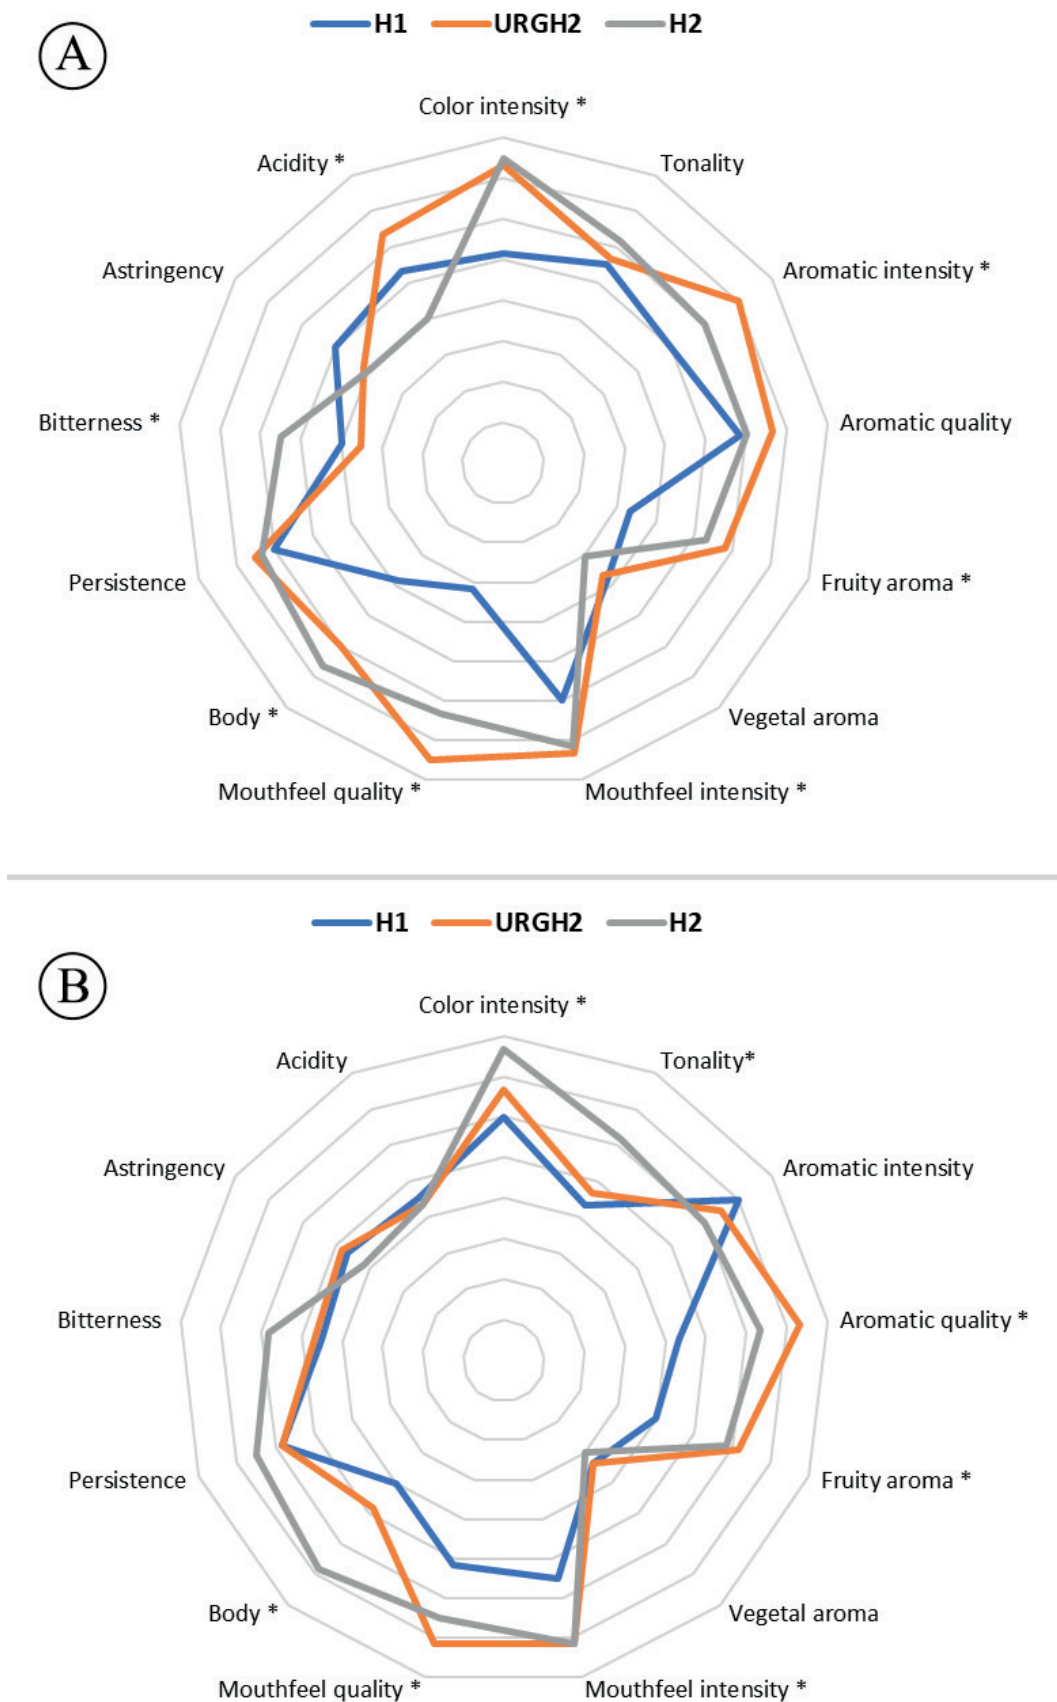 H1 URGH2 H2
A
Color intensity *
Acidity * Tonality
Astringency Aromatic intensity *
Bitterness * Aromatic quality
Persistence Fruity aroma *
Body * Vegetal aroma
Mouthfeel quality * Mouthfeel intensity *
H1 URGH2 H2
B
Color intensity *
Acidity Tonality*
Astringency Aromatic intensity
Bitterness Aromatic quality *
Persistence Fruity aroma *
Body * Vegetal aroma
Mouthfeel quality * Mouthfeel intensity *